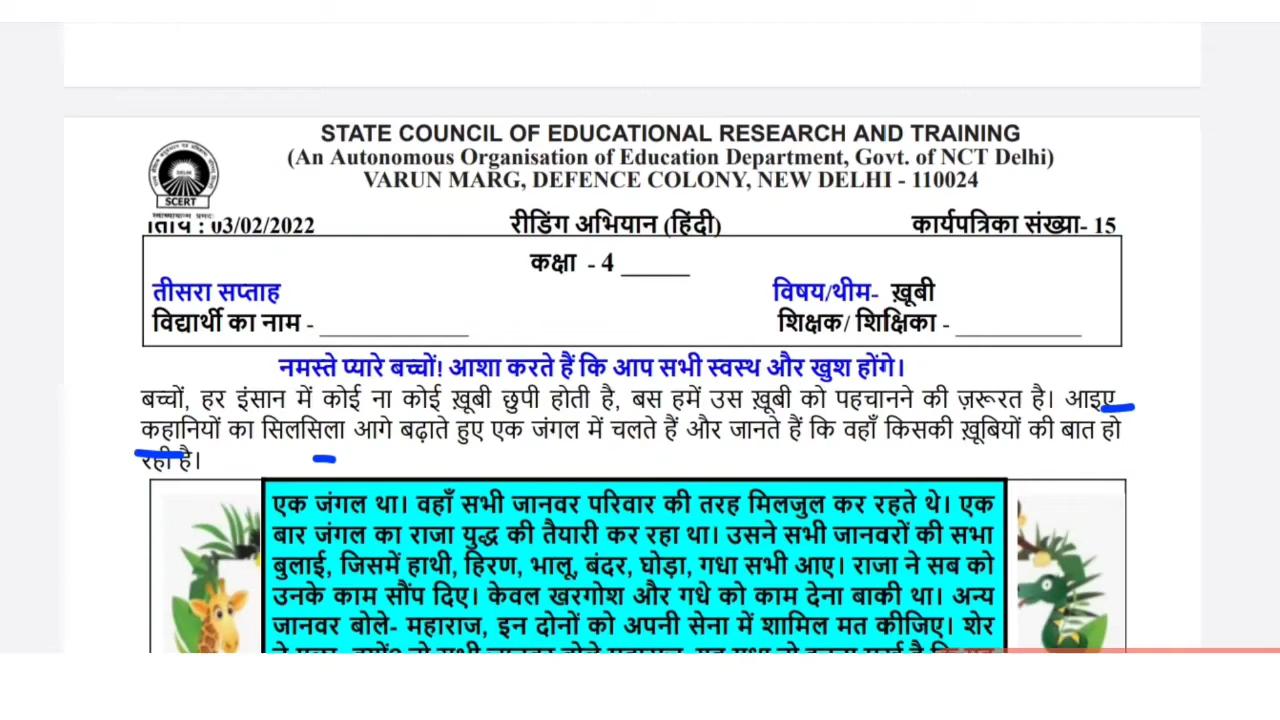 STATE COUNCIL OF EDUCATIONAL RESEARCH AND TRAINING
(An Autonomous Organisation of Education Department, Govt. of NCT Delhi)
VARUN MARG, DEFENCE COLONY, NEW DELHI - 110024
DELHI
SCERT
तिथि : 03/02/2022 रीडिंग अभियान (हिंदी) कार्यपत्रिका संख्या- 15
कक्षा - 4 ______
तीसरा सप्ताह विषय/थीम- ख़ूबी
विद्यार्थी का नाम - ______________ शिक्षक/ शिक्षिका - ____________
नमस्ते प्यारे बच्चों! आशा करते हैं कि आप सभी स्वस्थ और खुश होंगे।
बच्चों, हर इंसान में कोई ना कोई ख़ूबी छुपी होती है, बस हमें उस ख़ूबी को पहचानने की ज़रूरत है। आइए
कहानियों का सिलसिला आगे बढ़ाते हुए एक जंगल में चलते हैं और जानते हैं कि वहाँ किसकी ख़ूबियों की बात हो
रही है।
एक जंगल था। वहाँ सभी जानवर परिवार की तरह मिलजुल कर रहते थे। एक
बार जंगल का राजा युद्ध की तैयारी कर रहा था। उसने सभी जानवरों की सभा
बुलाई, जिसमें हाथी, हिरण, भालू, बंदर, घोड़ा, गधा सभी आए। राजा ने सब को
उनके काम सौंप दिए। केवल खरगोश और गधे को काम देना बाकी था। अन्य
जानवर बोले- महाराज, इन दोनों को अपनी सेना में शामिल मत कीजिए। शेर